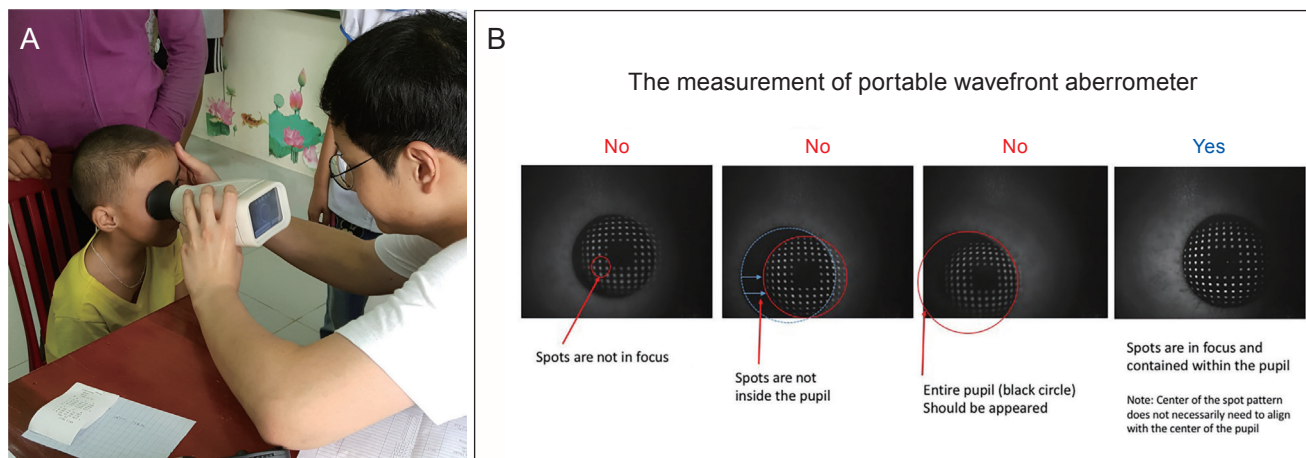 A
B
The measurement of portable wavefront aberrometer
No
No
No
Yes
Spots are not in focus
Spots are not
inside the pupil
Entire pupil (black circle)
Should be appeared
Spots are in focus and
contained within the pupil
Note: Center of the spot pattern
does not necessarily need to align
with the center of the pupil